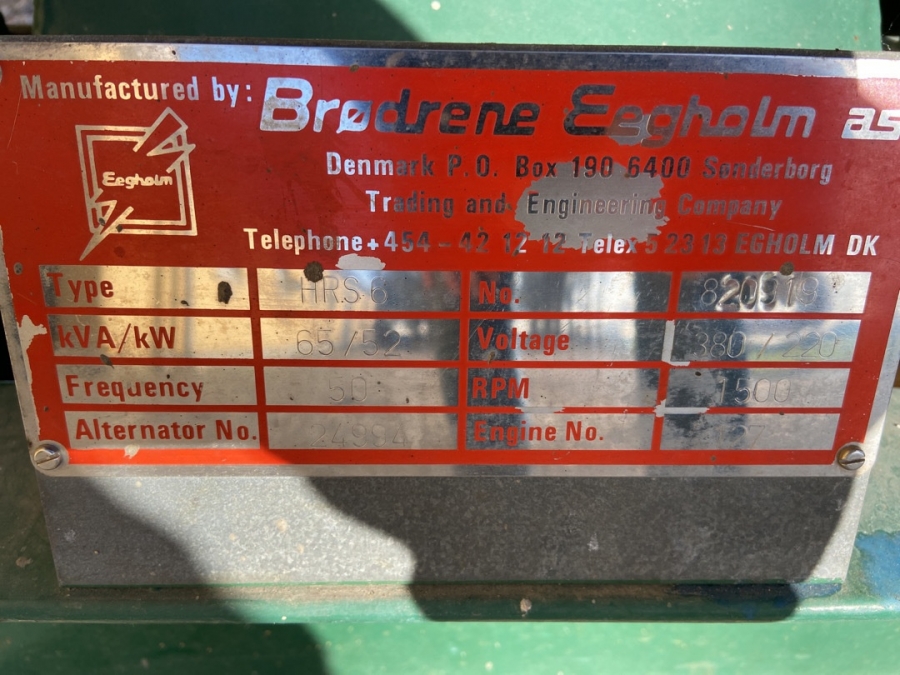 Manufactured by: Brødrene Eegholm as
Eegholm
Denmark P.O. Box 190 6400 Sønderborg
Trading and Engineering Company
Telephone + 454 - 42 12 12 Telex 5 23 13 EGHOLM DK
Type HRS 6 No.
kVA/kW 65/52 Voltage 380/220
Frequency 50 RPM 1500
Alternator No. Engine No.